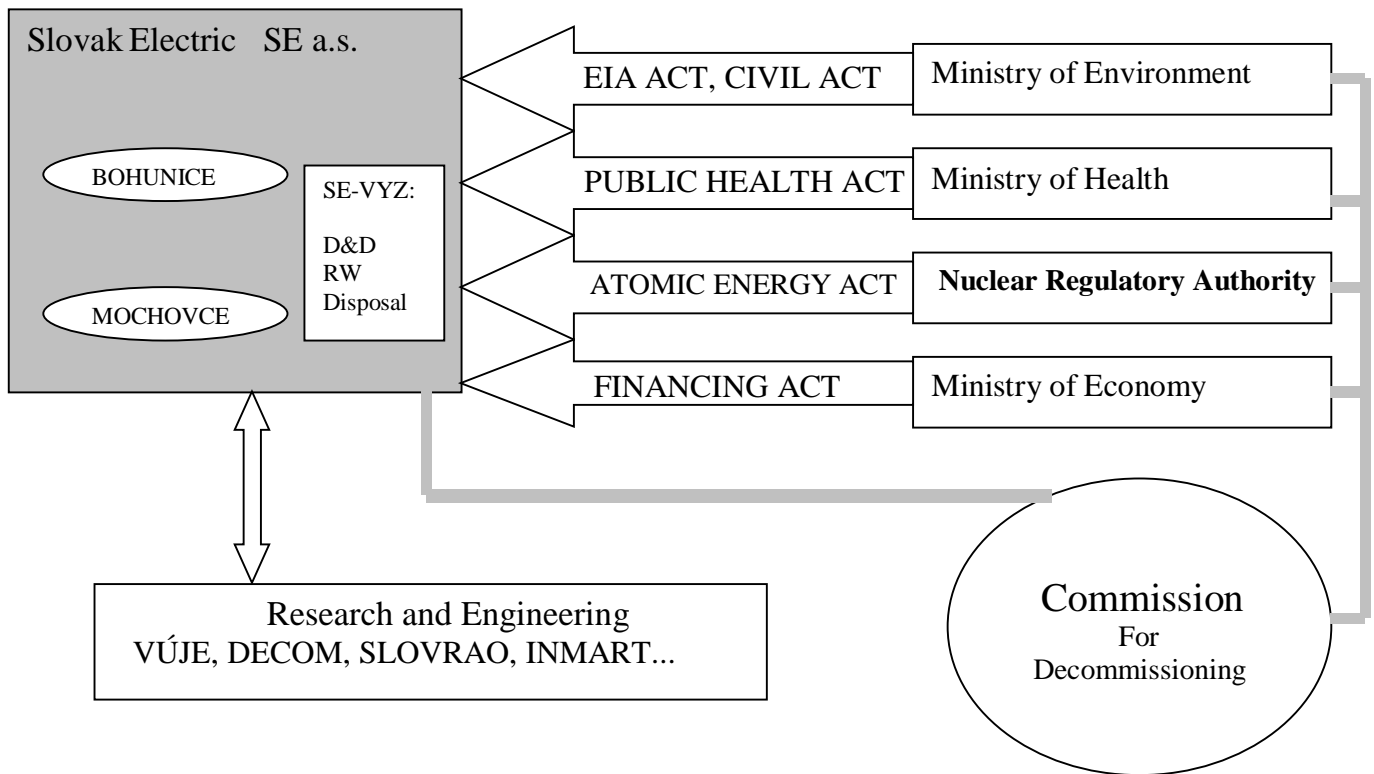 Slovak Electric SE a.s.
BOHUNICE
MOCHOVCE
SE-VYZ:
D&D
RW
Disposal
EIA ACT, CIVIL ACT
Ministry of Environment
PUBLIC HEALTH ACT
Ministry of Health
ATOMIC ENERGY ACT
Nuclear Regulatory Authority
FINANCING ACT
Ministry of Economy
Research and Engineering
VÚJE, DECOM, SLOVRAO, INMART...
Commission
For
Decommissioning